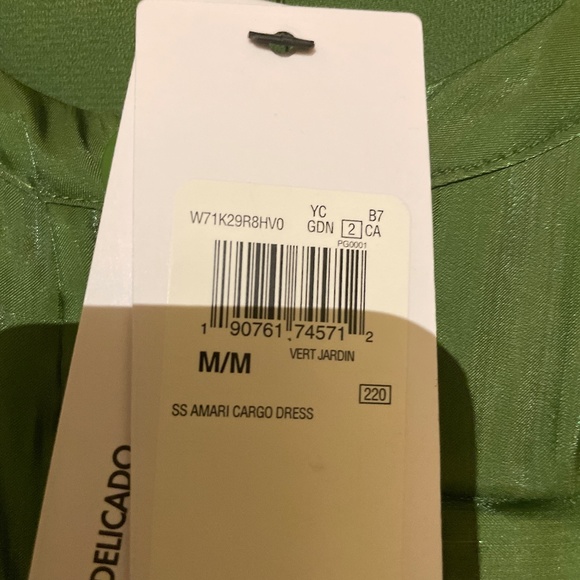 YC B7
W71K29R8HV0 GDN 2 CA
PG0001
1 90761 74571 2
M/M VERT JARDIN
220
SS AMARI CARGO DRESS
DELICADO